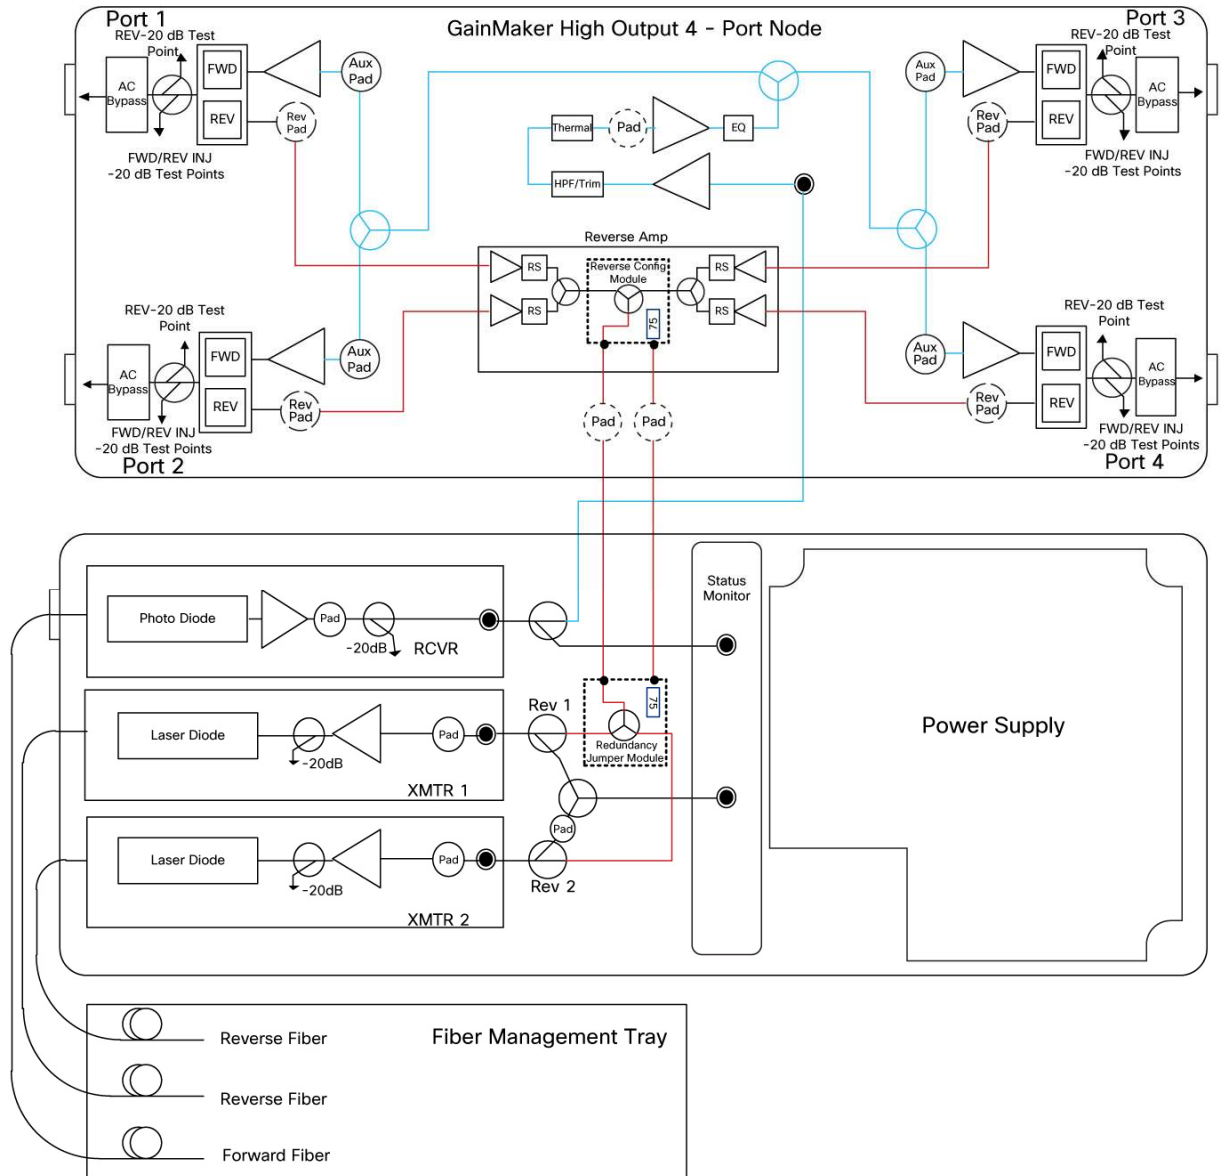 Port 1
REV-20 dB Test
Point
FWD
REV
AC
Bypass
Aux
Pad
Rev
Pad
FWD/REV INJ
-20 dB Test Points
GainMaker High Output 4 - Port Node
Thermal
Pad
EQ
HPF/Trim
Port 3
REV-20 dB Test
Point
Aux
Pad
FWD
REV
AC
Bypass
Rev
Pad
FWD/REV INJ
-20 dB Test Points
Reverse Amp
RS
RS
Reverse Config
Module
75
RS
RS
REV-20 dB Test
Point
AC
Bypass
FWD
REV
Aux
Pad
Rev
Pad
FWD/REV INJ
-20 dB Test Points
Port 2
REV-20 dB Test
Point
Aux
Pad
FWD
REV
AC
Bypass
Rev
Pad
FWD/REV INJ
-20 dB Test Points
Port 4
Pad
Pad
Photo Diode
Pad
-20dB
RCVR
Status
Monitor
Power Supply
Laser Diode
-20dB
Pad
XMTR 1
Rev 1
75
Redundancy
Jumper Module
Pad
Laser Diode
-20dB
Pad
XMTR 2
Rev 2
Fiber Management Tray
Reverse Fiber
Reverse Fiber
Forward Fiber